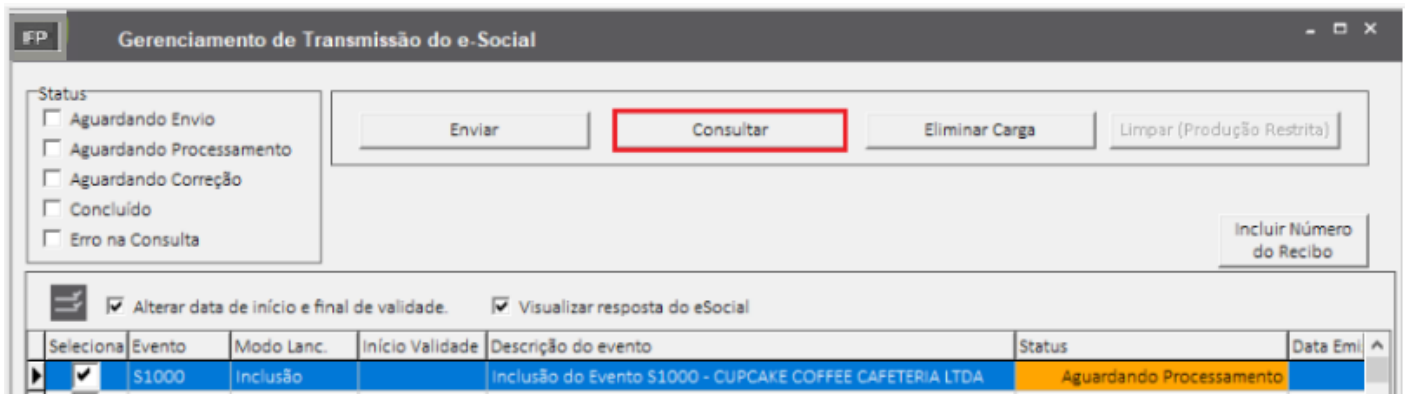 IFP Gerenciamento de Transmissão do e-Social
Status
Aguardando Envio
Aguardando Processamento
Aguardando Correção
Concluído
Erro na Consulta
Enviar Consultar Eliminar Carga Limpar (Produção Restrita)
Incluir Número
do Recibo
Alterar data de início e final de validade. Visualizar resposta do eSocial
Seleciona Evento Modo Lanc. Início Validade Descrição do evento Status Data Emi
S1000 Inclusão Inclusão do Evento S1000 - CUPCAKE COFFEE CAFETERIA LTDA Aguardando Processamento